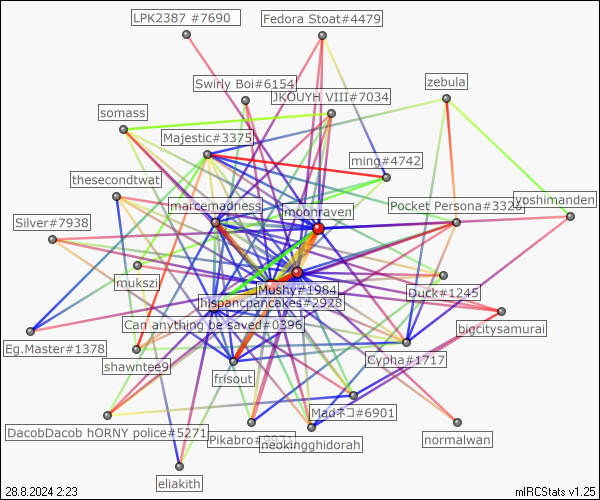 LPK2387 #7690
Fedora Stoat#4479
Swirly Boi#6154
zebula
JKOUYH VIII#7034
somass
Majestic#3375
ming#4742
thesecondtwat
yoshimanden
marcemadness
moonraven
Pocket Persona#3326
Silver#7938
mukszi
Mushy#1984
Duck#1245
hispancpancakes#2928
Can anything be saved#0396
bigcitysamurai
Eg.Master#1378
shawntee9
Cypha#1717
frisout
Madネコ#6901
DacobDacob hORNY police#5271
Pikabro
neokingghidorah
normalwan
eliakith
28.8.2024 2:23
mIRCStats v1.25